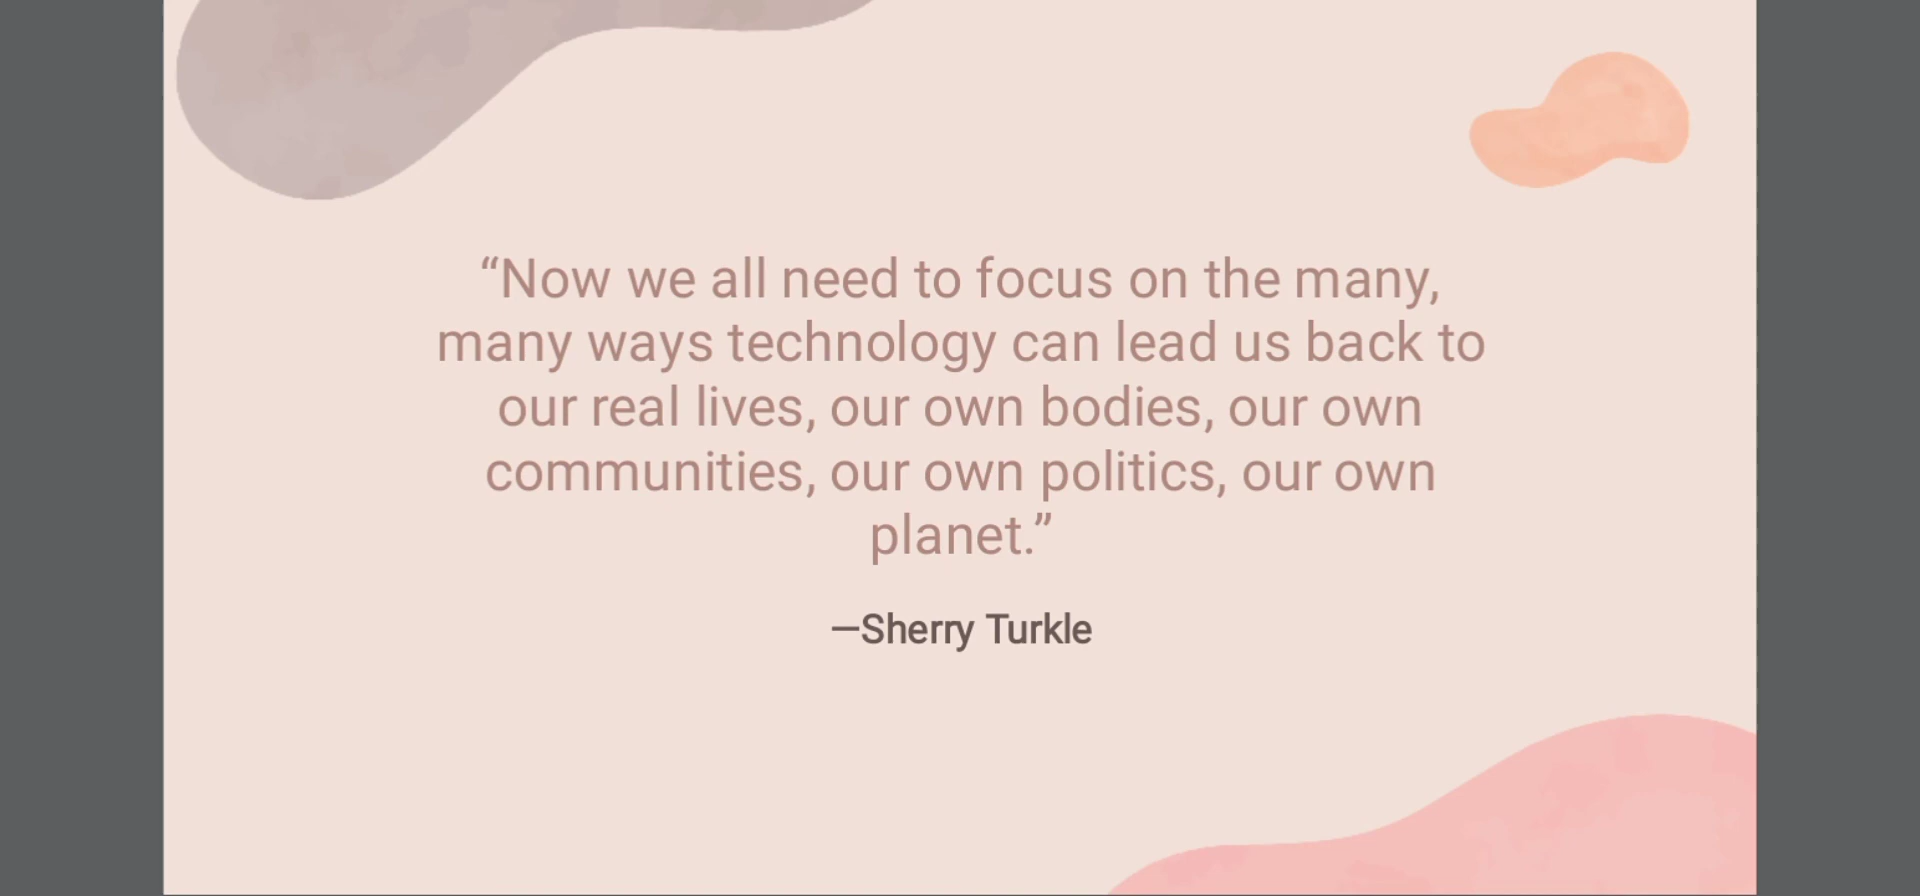 “Now we all need to focus on the many,
many ways technology can lead us back to
our real lives, our own bodies, our own
communities, our own politics, our own
planet.”
—Sherry Turkle